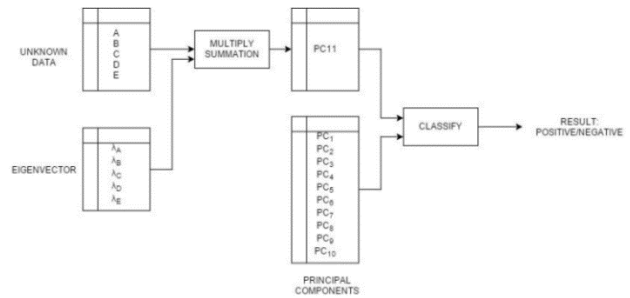 UNKNOWN
DATA
A
B
C
D
E
MULTIPLY
SUMMATION
PC11
EIGENVECTOR
λA
λB
λC
λD
λE
PC1
PC2
PC3
PC4
PC5
PC6
PC7
PC8
PC9
PC10
PRINCIPAL
COMPONENTS
CLASSIFY
RESULT:
POSITIVE/NEGATIVE